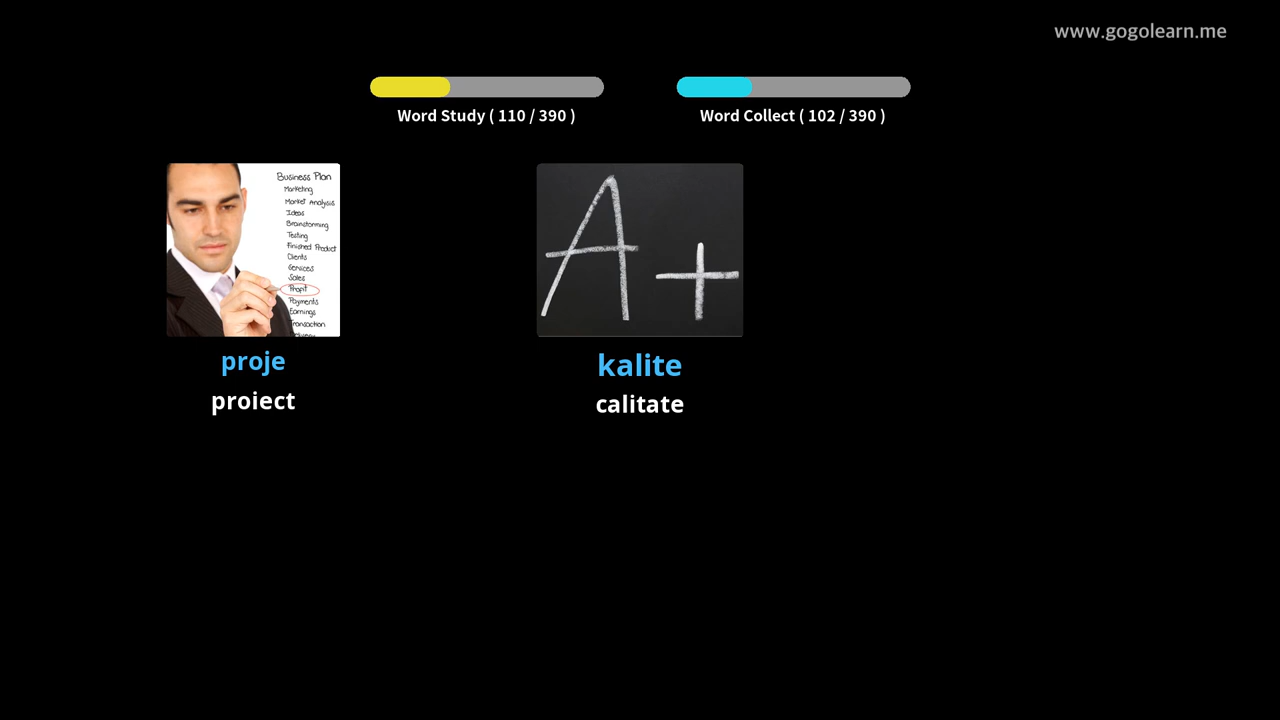 www.gogolearn.me
Word Study ( 110 / 390 )
Word Collect ( 102 / 390 )
Business Plan
Marketing
Market Analysis
Ideas
Brainstorming
Testing
Finished Product
Clients
Services
Sales
Profit
Payments
Earnings
Transaction
Delivery
A+
proje
proiect
kalite
calitate